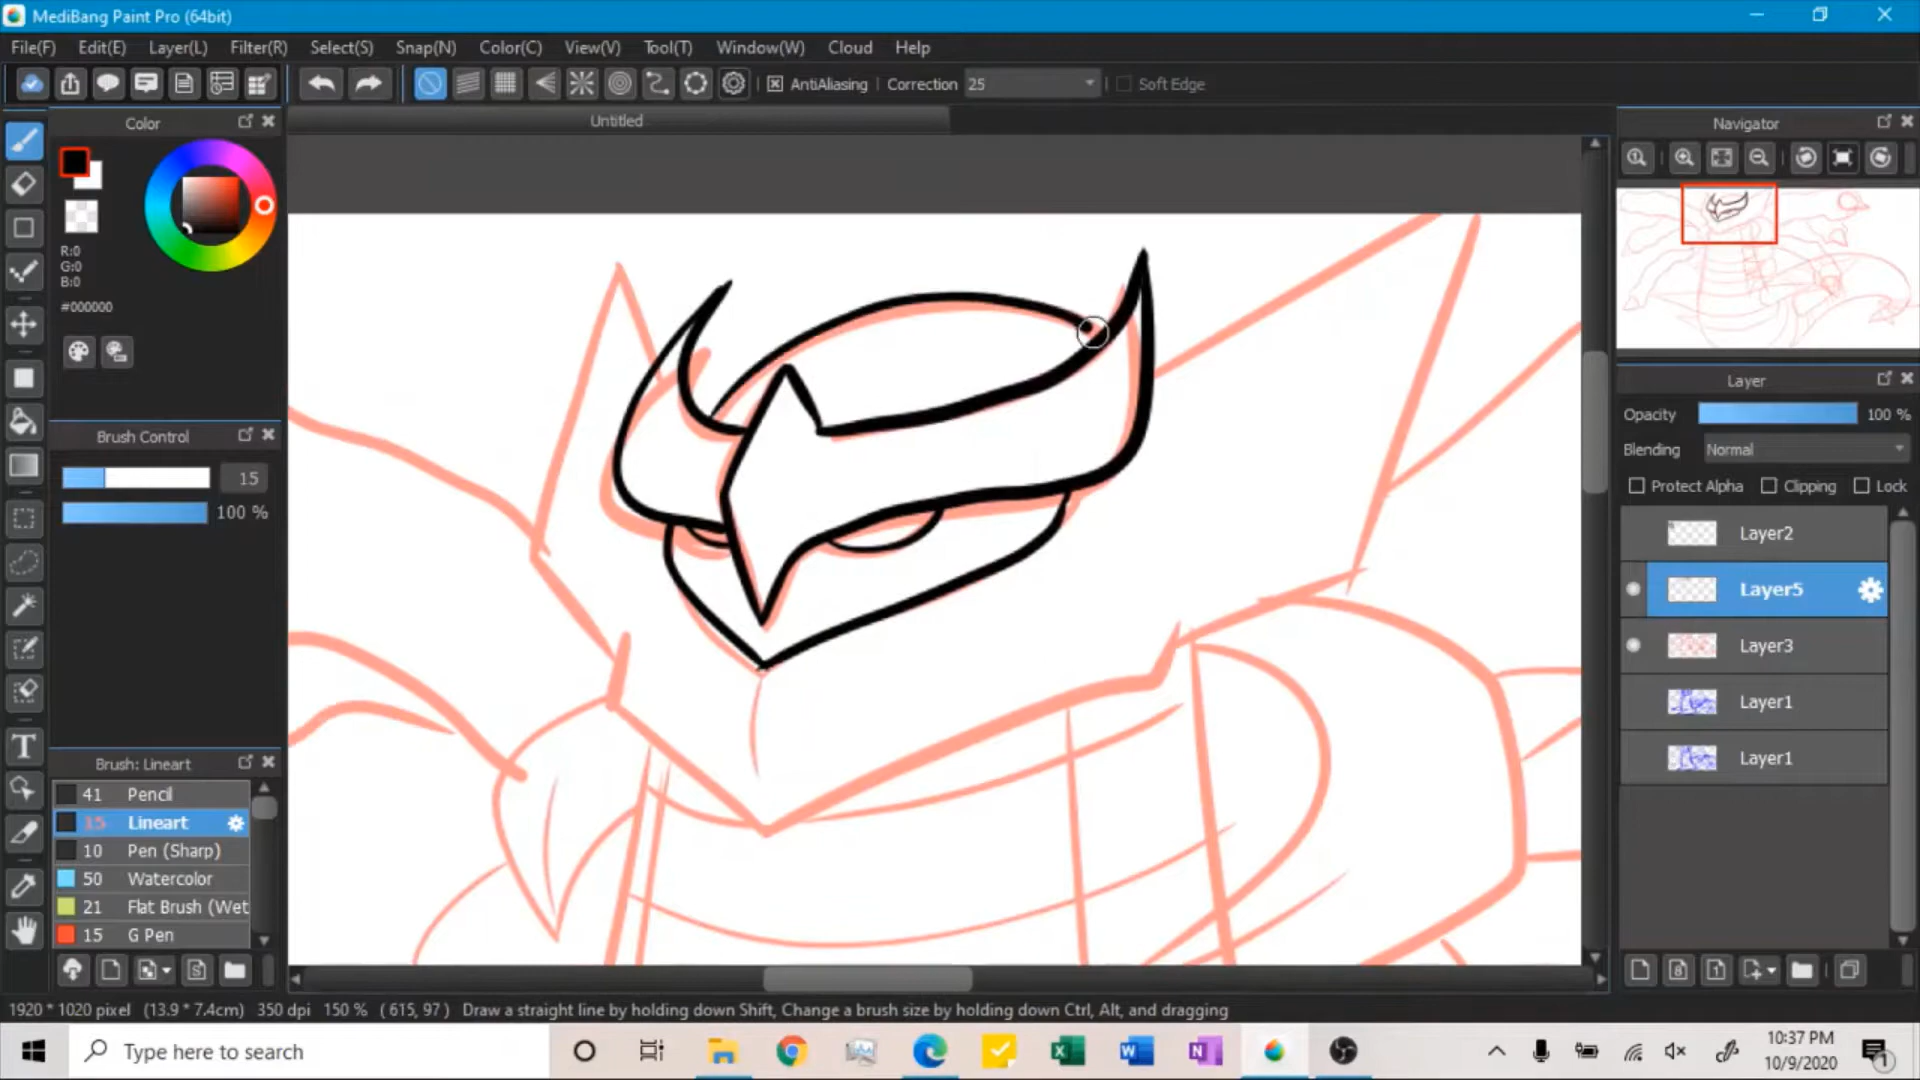 MediBang Paint Pro (64bit)
File(F) Edit(E) Layer(L) Filter(R) Select(S) Snap(N) Color(C) View(V) Tool(T) Window(W) Cloud Help
AntiAliasing Correction 25 Soft Edge
Color
Untitled
Navigator
R:0
G:0
B:0
#000000
Layer
Opacity 100 %
Brush Control
Blending Normal
15
Protect Alpha Clipping Lock
100 %
Layer2
Layer5
Layer3
Layer1
Layer1
Brush: Lineart
41 Pencil
15 Lineart
10 Pen (Sharp)
50 Watercolor
21 Flat Brush (Wet
15 G Pen
1920 * 1020 pixel (13.9 * 7.4cm) 350 dpi 150 % ( 615, 97 ) Draw a straight line by holding down Shift, Change a brush size by holding down Ctrl, Alt, and dragging
Type here to search
10:37 PM
10/9/2020